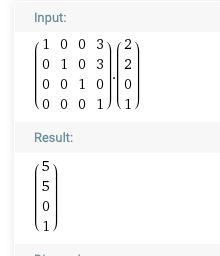 Input:
1 0 0 3   2
0 1 0 3 . 2
0 0 1 0   0
0 0 0 1   1
Result:
5
5
0
1